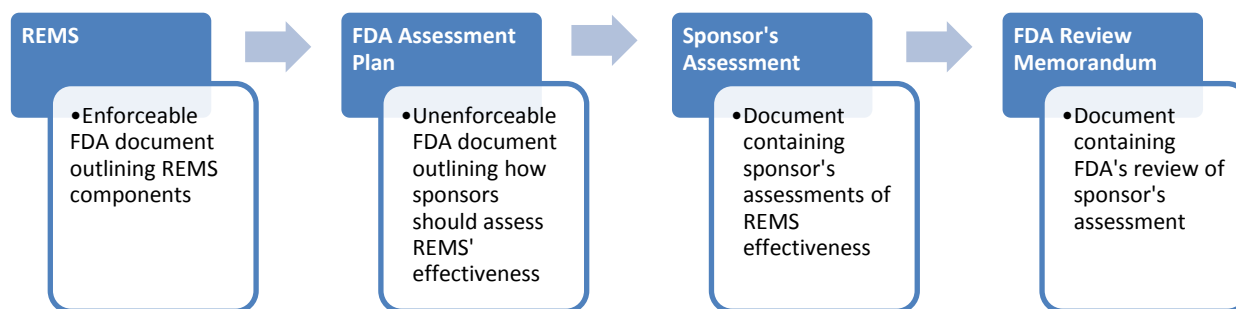 REMS
•Enforceable
FDA document
outlining REMS
components
FDA Assessment
Plan
•Unenforceable
FDA document
outlining how
sponsors
should assess
REMS'
effectiveness
Sponsor's
Assessment
•Document
containing
sponsor's
assessments of
REMS
effectiveness
FDA Review
Memorandum
•Document
containing
FDA's review of
sponsor's
assessment